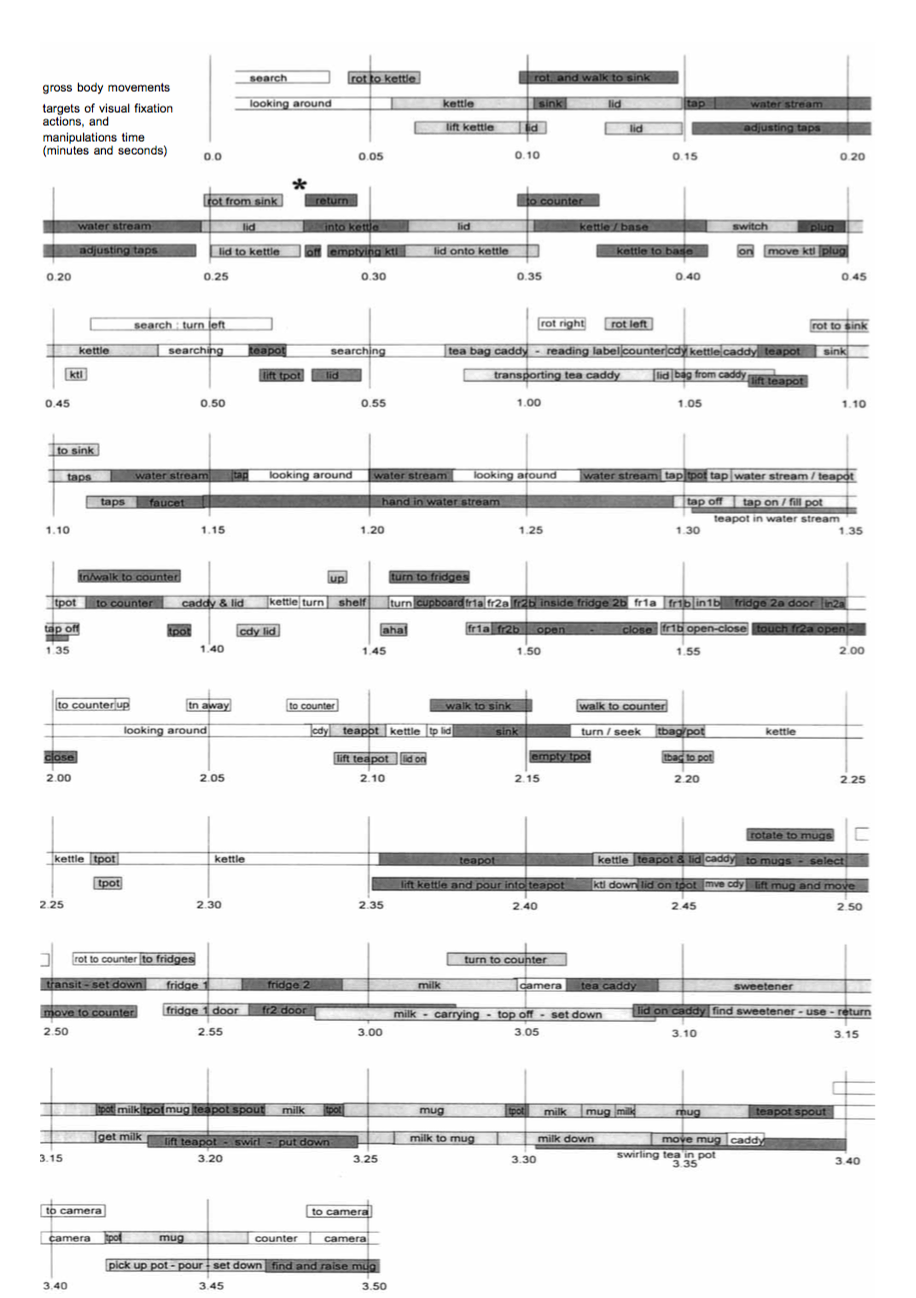 search rot to kettle rot. and walk to sink
gross body movements
targets of visual fixation looking around kettle sink lid tap water stream
actions, and
manipulations time lift kettle lid lid adjusting taps
(minutes and seconds)
0.0 0.05 0.10 0.15 0.20
*
rot from sink return to counter
water stream lid into kettle lid kettle / base switch plug
adjusting taps lid to kettle off emptying ktl lid onto kettle kettle to base on move ktl plug
0.20 0.25 0.30 0.35 0.40 0.45
search : turn left rot right rot left rot to sink
kettle searching teapot searching tea bag caddy - reading label counter cdy kettle caddy teapot sink
ktl lift tpot lid transporting tea caddy lid bag from caddy lift teapot
0.45 0.50 0.55 1.00 1.05 1.10
to sink
taps water stream tap looking around water stream looking around water stream tap tpot tap water stream / teapot
taps faucet hand in water stream tap off tap on / fill pot
teapot in water stream
1.10 1.15 1.20 1.25 1.30 1.35
tn/walk to counter up turn to fridges
tpot to counter caddy & lid kettle turn shelf turn cupboard fr1a fr2a fr2b inside fridge 2b fr1a fr1b in1b fridge 2a door in2a
tap off tpot cdy lid aha! fr1a fr2b open - close fr1b open-close touch fr2a open -
1.35 1.40 1.45 1.50 1.55 2.00
to counter up tn away to counter walk to sink walk to counter
looking around cdy teapot kettle tp lid sink turn / seek tbag/pot kettle
close lift teapot lid on empty tpot tbag to pot
2.00 2.05 2.10 2.15 2.20 2.25
rotate to mugs
kettle tpot kettle teapot kettle teapot & lid caddy to mugs - select
tpot lift kettle and pour into teapot ktl down lid on tpot mve cdy lift mug and move
2.25 2.30 2.35 2.40 2.45 2.50
rot to counter to fridges turn to counter
transit - set down fridge 1 fridge 2 milk camera tea caddy sweetener
move to counter fridge 1 door fr2 door milk - carrying - top off - set down lid on caddy find sweetener - use - return
2.50 2.55 3.00 3.05 3.10 3.15
tpot milk tpot mug teapot spout milk tpot mug tpot milk mug milk mug teapot spout
get milk lift teapot - swirl - put down milk to mug milk down move mug caddy
swirling tea in pot
3.15 3.20 3.25 3.30 3.35 3.40
to camera to camera
camera tpot mug counter camera
pick up pot - pour - set down find and raise mug
3.40 3.45 3.50